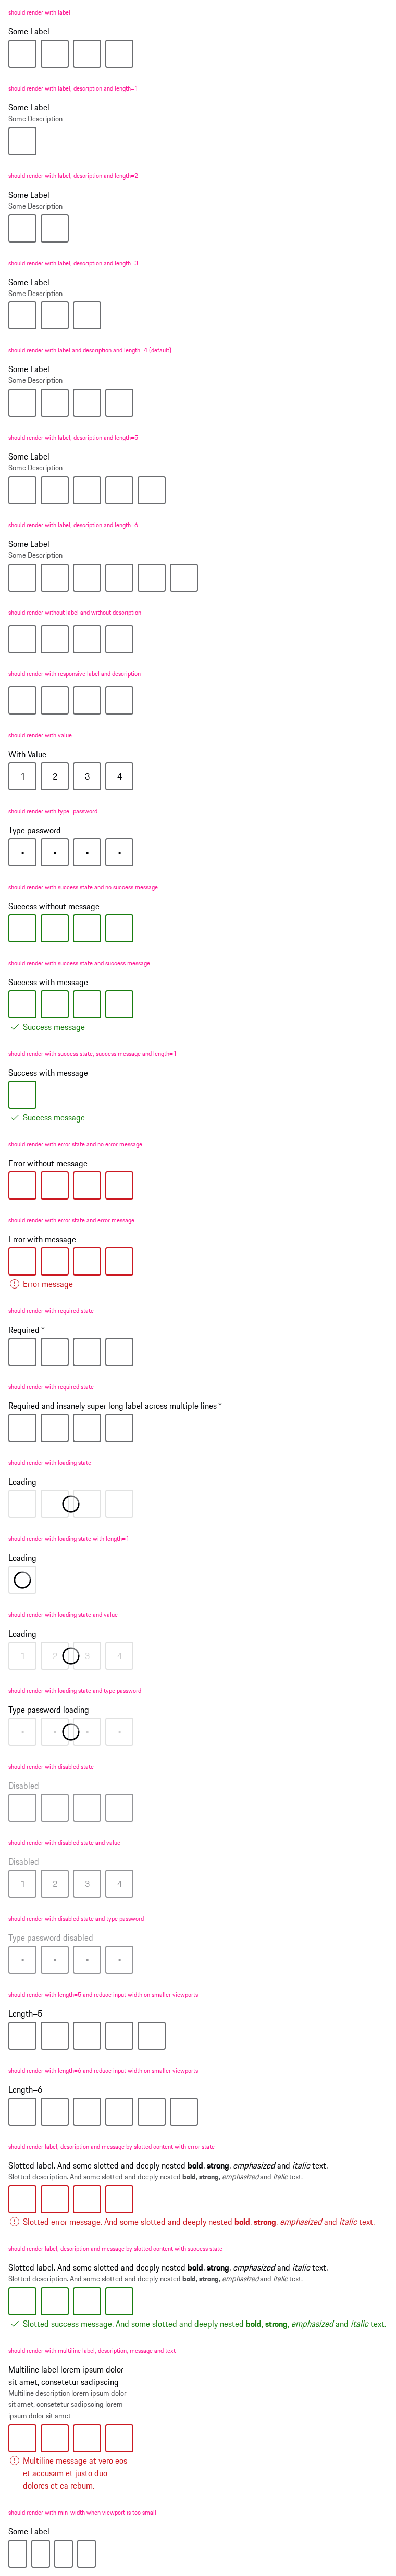 should render with label
Some Label
should render with label, description and length=1
Some Label
Some Description
should render with label, description and length=2
Some Label
Some Description
should render with label, description and length=3
Some Label
Some Description
should render with label and description and length=4 (default)
Some Label
Some Description
should render with label, description and length=5
Some Label
Some Description
should render with label, description and length=6
Some Label
Some Description
should render without label and without description
should render with responsive label and description
should render with value
With Value
1 2 3 4
should render with type=password
Type password
• • • •
should render with success state and no success message
Success without message
should render with success state and success message
Success with message
Success message
should render with success state, success message and length=1
Success with message
Success message
should render with error state and no error message
Error without message
should render with error state and error message
Error with message
Error message
should render with required state
Required *
should render with required state
Required and insanely super long label across multiple lines *
should render with loading state
Loading
should render with loading state with length=1
Loading
should render with loading state and value
Loading
1 2 3 4
should render with loading state and type password
Type password loading
• • • •
should render with disabled state
Disabled
should render with disabled state and value
Disabled
1 2 3 4
should render with disabled state and type password
Type password disabled
• • • •
should render with length=5 and reduce input width on smaller viewports
Length=5
should render with length=6 and reduce input width on smaller viewports
Length=6
should render label, description and message by slotted content with error state
Slotted label. And some slotted and deeply nested bold, strong, emphasized and italic text.
Slotted description. And some slotted and deeply nested bold, strong, emphasized and italic text.
Slotted error message. And some slotted and deeply nested bold, strong, emphasized and italic text.
should render label, description and message by slotted content with success state
Slotted label. And some slotted and deeply nested bold, strong, emphasized and italic text.
Slotted description. And some slotted and deeply nested bold, strong, emphasized and italic text.
Slotted success message. And some slotted and deeply nested bold, strong, emphasized and italic text.
should render with multiline label, description, message and text
Multiline label lorem ipsum dolor
sit amet, consetetur sadipscing
Multiline description lorem ipsum dolor
sit amet, consetetur sadipscing lorem
ipsum dolor sit amet
Multiline message at vero eos
et accusam et justo duo
dolores et ea rebum.
should render with min-width when viewport is too small
Some Label